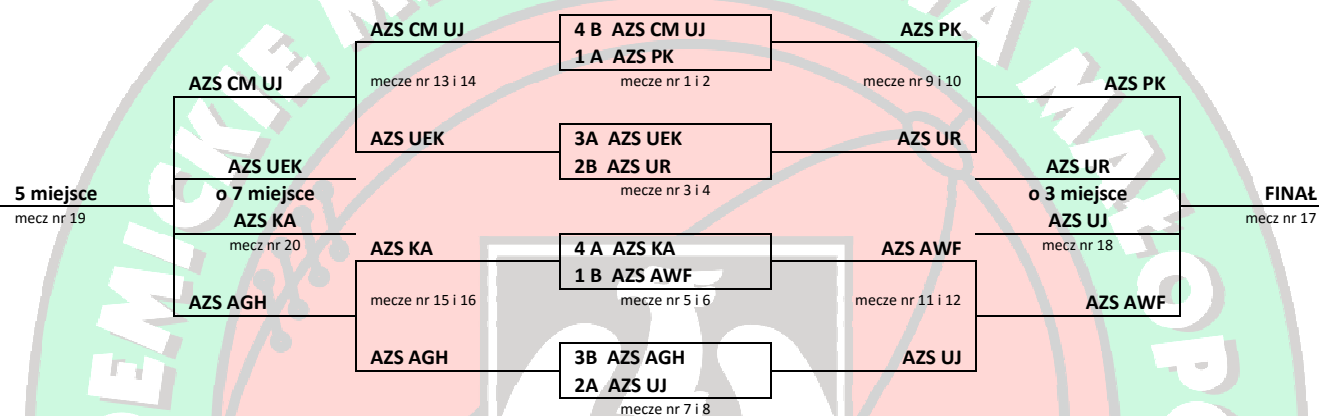 AZS CM UJ
4 B AZS CM UJ
AZS PK
1 A AZS PK
AZS CM UJ
mecze nr 13 i 14
mecze nr 1 i 2
mecze nr 9 i 10
AZS PK
AZS UEK
3A AZS UEK
AZS UR
AZS UEK
2B AZS UR
AZS UR
5 miejsce
o 7 miejsce
mecze nr 3 i 4
o 3 miejsce
FINAŁ
mecz nr 19
AZS KA
AZS UJ
mecz nr 17
mecz nr 20
AZS KA
4 A AZS KA
AZS AWF
mecz nr 18
1 B AZS AWF
AZS AGH
mecze nr 15 i 16
mecze nr 5 i 6
mecze nr 11 i 12
AZS AWF
AZS AGH
3B AZS AGH
AZS UJ
2A AZS UJ
mecze nr 7 i 8